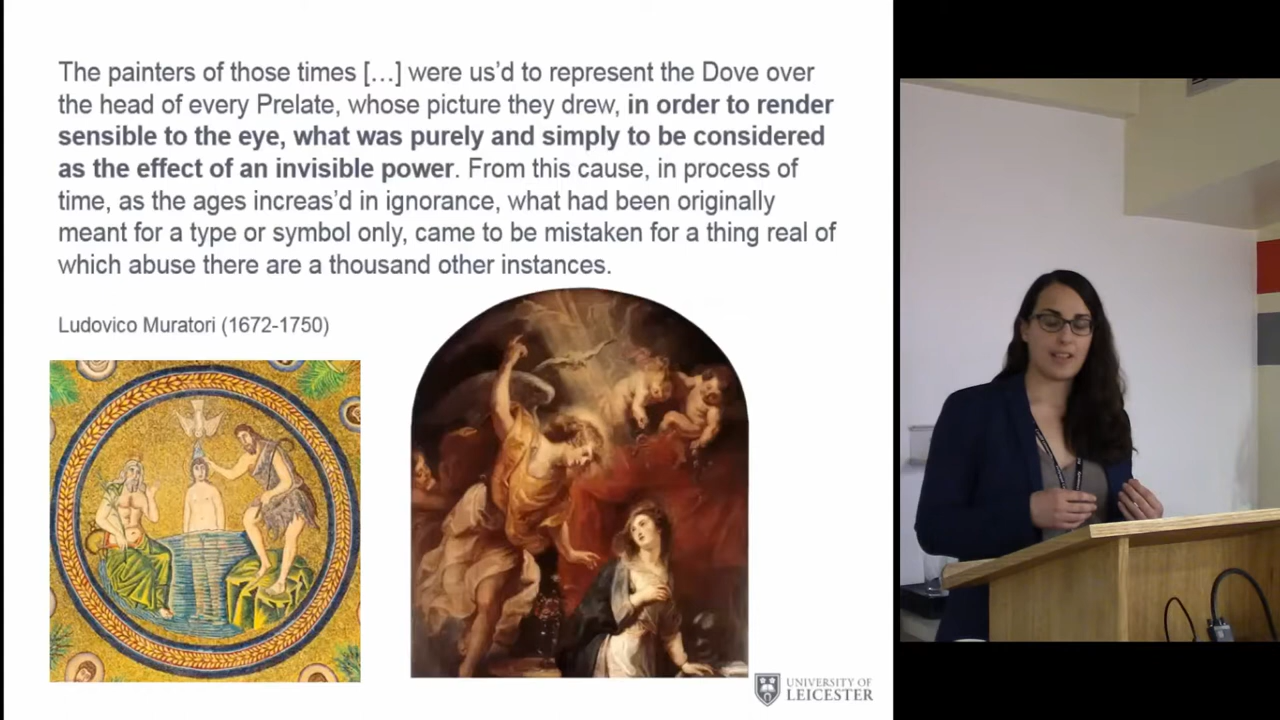 The painters of those times [...] were us'd to represent the Dove over
the head of every Prelate, whose picture they drew, in order to render
sensible to the eye, what was purely and simply to be considered
as the effect of an invisible power. From this cause, in process of
time, as the ages increas'd in ignorance, what had been originally
meant for a type or symbol only, came to be mistaken for a thing real of
which abuse there are a thousand other instances.
Ludovico Muratori (1672-1750)
UNIVERSITY OF
LEICESTER